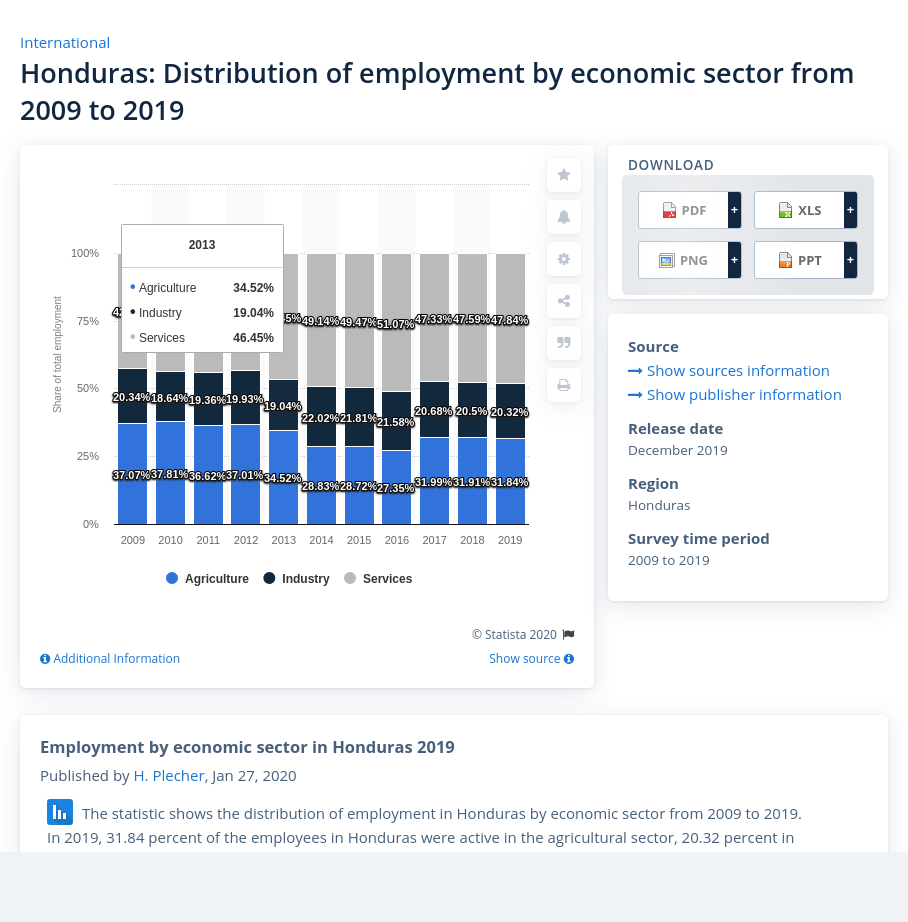 International
Honduras: Distribution of employment by economic sector from
2009 to 2019
DOWNLOAD
PDF +
XLS +
PNG +
PPT +
Share of total employment
100%
75%
50%
25%
0%
2013
Agriculture 34.52%
Industry 19.04%
Services 46.45%
49.14% 49.47% 51.07% 47.33% 47.59% 47.84%
20.34% 18.64% 19.36% 19.93% 19.04% 22.02% 21.81% 21.58% 20.68% 20.5% 20.32%
37.07% 37.81% 36.62% 37.01% 34.52% 28.83% 28.72% 27.35% 31.99% 31.91% 31.84%
2009 2010 2011 2012 2013 2014 2015 2016 2017 2018 2019
Agriculture Industry Services
© Statista 2020
Additional Information
Show source
Source
Show sources information
Show publisher information
Release date
December 2019
Region
Honduras
Survey time period
2009 to 2019
Employment by economic sector in Honduras 2019
Published by H. Plecher, Jan 27, 2020
The statistic shows the distribution of employment in Honduras by economic sector from 2009 to 2019.
In 2019, 31.84 percent of the employees in Honduras were active in the agricultural sector, 20.32 percent in